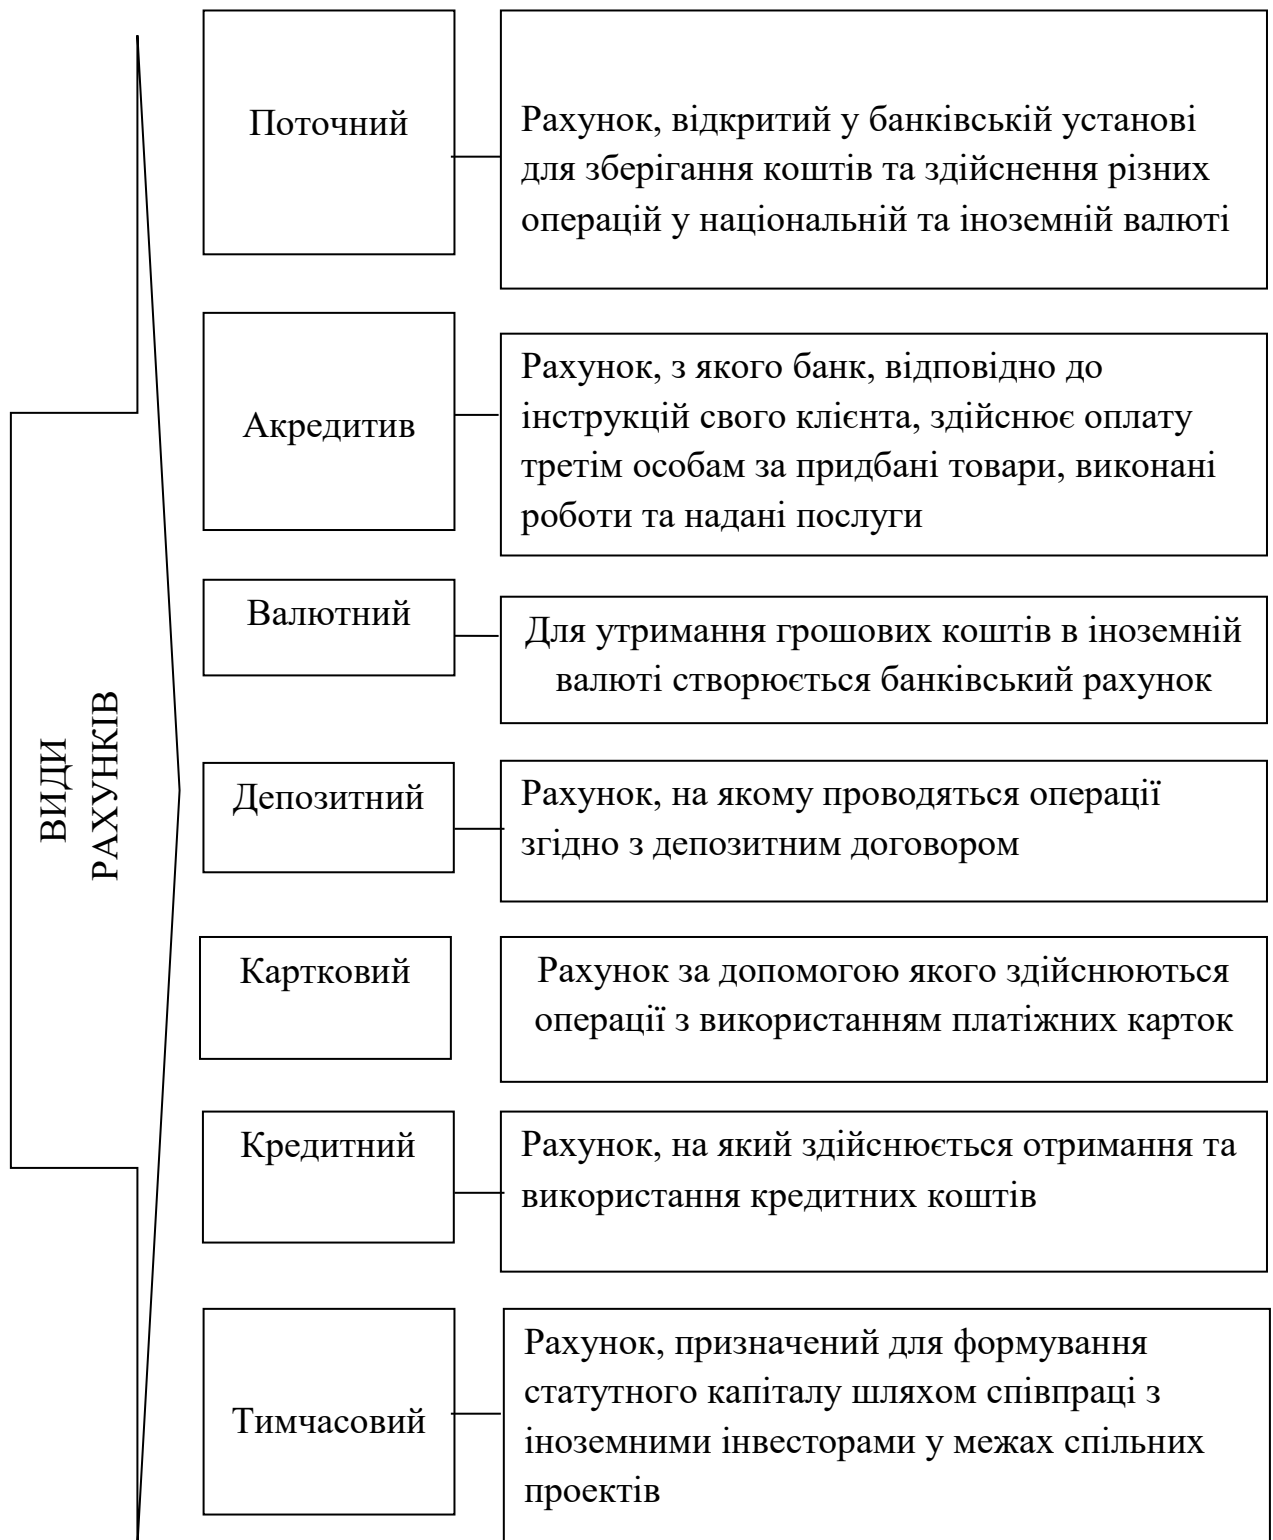 ВИДИ
РАХУНКІВ
Поточний
Рахунок, відкритий у банківській установі
для зберігання коштів та здійснення різних
операцій у національній та іноземній валюті
Акредитив
Рахунок, з якого банк, відповідно до
інструкцій свого клієнта, здійснює оплату
третім особам за придбані товари, виконані
роботи та надані послуги
Валютний
Для утримання грошових коштів в іноземній
валюті створюється банківський рахунок
Депозитний
Рахунок, на якому проводяться операції
згідно з депозитним договором
Картковий
Рахунок за допомогою якого здійснюються
операції з використанням платіжних карток
Кредитний
Рахунок, на який здійснюється отримання та
використання кредитних коштів
Тимчасовий
Рахунок, призначений для формування
статутного капіталу шляхом співпраці з
іноземними інвесторами у межах спільних
проектів